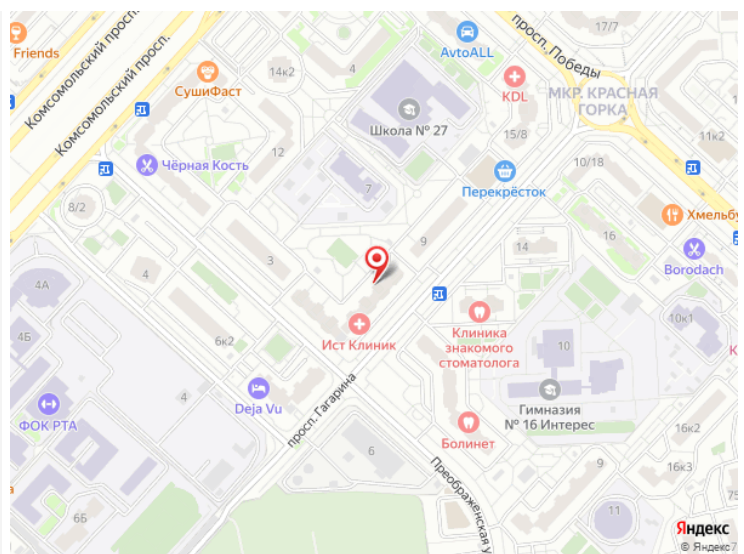 Friends
Комсомольский просп.
Комсомольский просп.
СушиФаст
14к2
12
AvtoALL
просп. Победы
17/7
KDL
МКР. КРАСНАЯ
ГОРКА
Школа № 27
15/8
11к2
Чёрная Кость
7
Перекрёсток
10/18
8/2
3
9
14
16
Хмельбу
Borodach
4
4А
4Б
6к2
Ист Клиник
Клиника
знакомого
стоматолога
10
10к1
К
ФОК РТА
Deja Vu
просп. Гагарина
Гимназия
№ 16 Интерес
Болинет
6
Преображенская у
9
16к2
16к3
6Б
11
75
Яндекс
© Яндекс
7